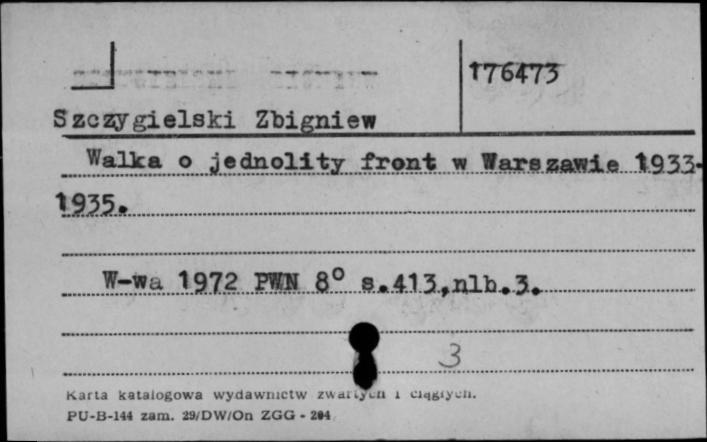 176473
Szczygielski Zbigniew
Walka o jednolity front w Warszawie 1933-
1935.
W-wa 1972 PWN 8° s.413,nlb.3.
3
Karta katalogowa wydawnictw zwartych i ciągłych.
PU-B-144 zam. 29/DW/On ZGG - 204